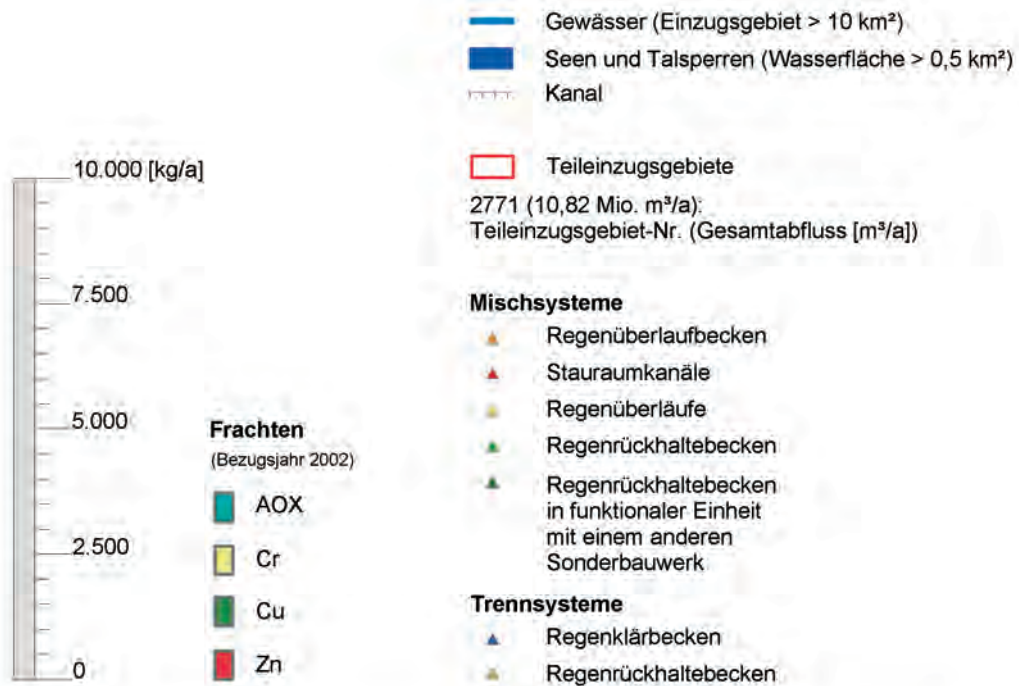 Gewässer (Einzugsgebiet > 10 km²)
Seen und Talsperren (Wasserfläche > 0,5 km²)
Kanal
Teileinzugsgebiete
2771 (10,82 Mio. m³/a):
Teileinzugsgebiet-Nr. (Gesamtabfluss [m³/a])
10.000 [kg/a]
7.500
5.000
2.500
0
Frachten
(Bezugsjahr 2002)
AOX
Cr
Cu
Zn
Mischsysteme
Regenüberlaufbecken
Stauraumkanäle
Regenüberläufe
Regenrückhaltebecken
Regenrückhaltebecken
in funktionaler Einheit
mit einem anderen
Sonderbauwerk
Trennsysteme
Regenklärbecken
Regenrückhaltebecken